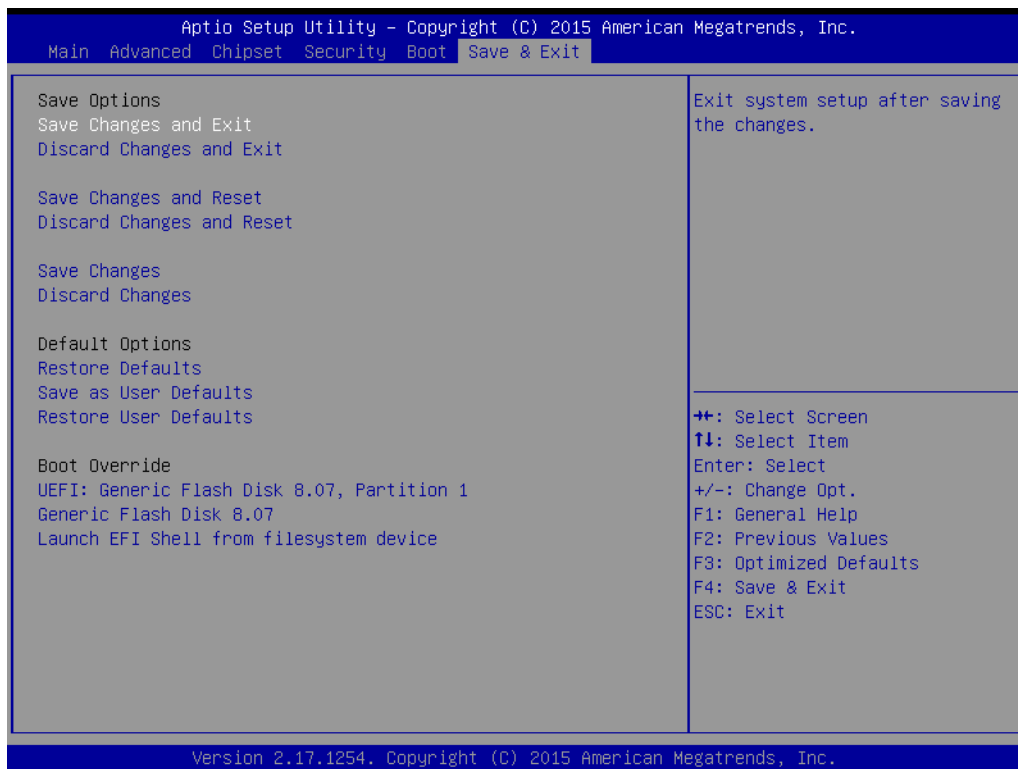 Aptio Setup Utility – Copyright (C) 2015 American Megatrends, Inc.
Main Advanced Chipset Security Boot Save & Exit
Save Options
Save Changes and Exit
Discard Changes and Exit
Save Changes and Reset
Discard Changes and Reset
Save Changes
Discard Changes
Default Options
Restore Defaults
Save as User Defaults
Restore User Defaults
Boot Override
UEFI: Generic Flash Disk 8.07, Partition 1
Generic Flash Disk 8.07
Launch EFI Shell from filesystem device
Exit system setup after saving
the changes.
→←: Select Screen
↑↓: Select Item
Enter: Select
+/-: Change Opt.
F1: General Help
F2: Previous Values
F3: Optimized Defaults
F4: Save & Exit
ESC: Exit
Version 2.17.1254. Copyright (C) 2015 American Megatrends, Inc.